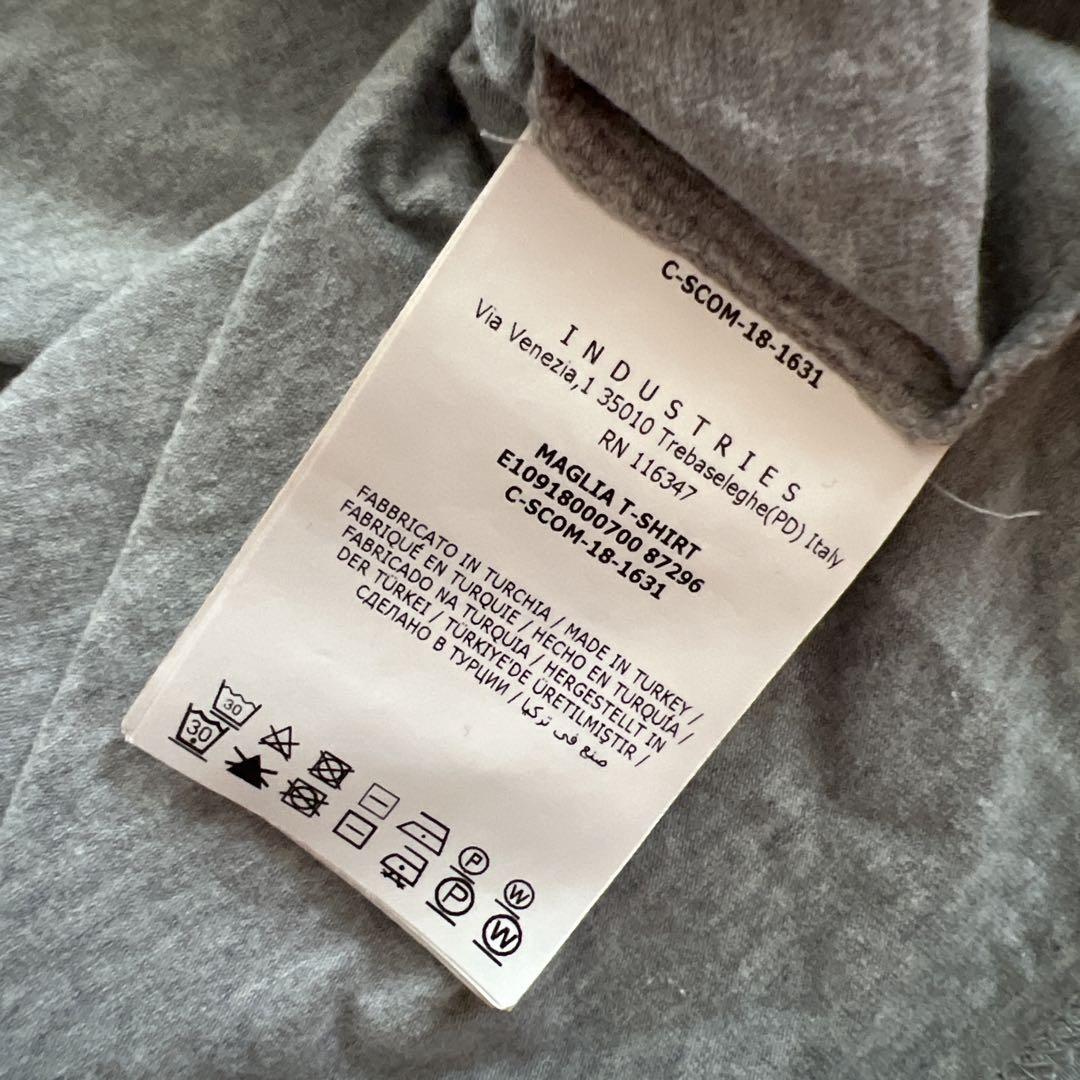 C-SCOM-18-1631
INDUSTRIES
Via Venezia,1 35010 Trebaseleghe(PD) Italy
RN 116347
MAGLIA T-SHIRT
E10918000700 87296
C-SCOM-18-1631
FABBRICATO IN TURCHIA / MADE IN TURKEY /
FABRIQUÉ EN TURQUIE / HECHO EN TURQUÍA /
FABRICADO NA TURQUIA / HERGESTELLT IN
DER TÜRKEI / TÜRKIYE'DE ÜRETILMIŞTIR /
СДЕЛАНО В ТУРЦИИ / صنع في تركيا
30
P
W
30
P
W